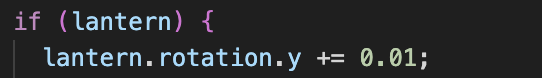 if (lantern) {
lantern.rotation.y += 0.01;